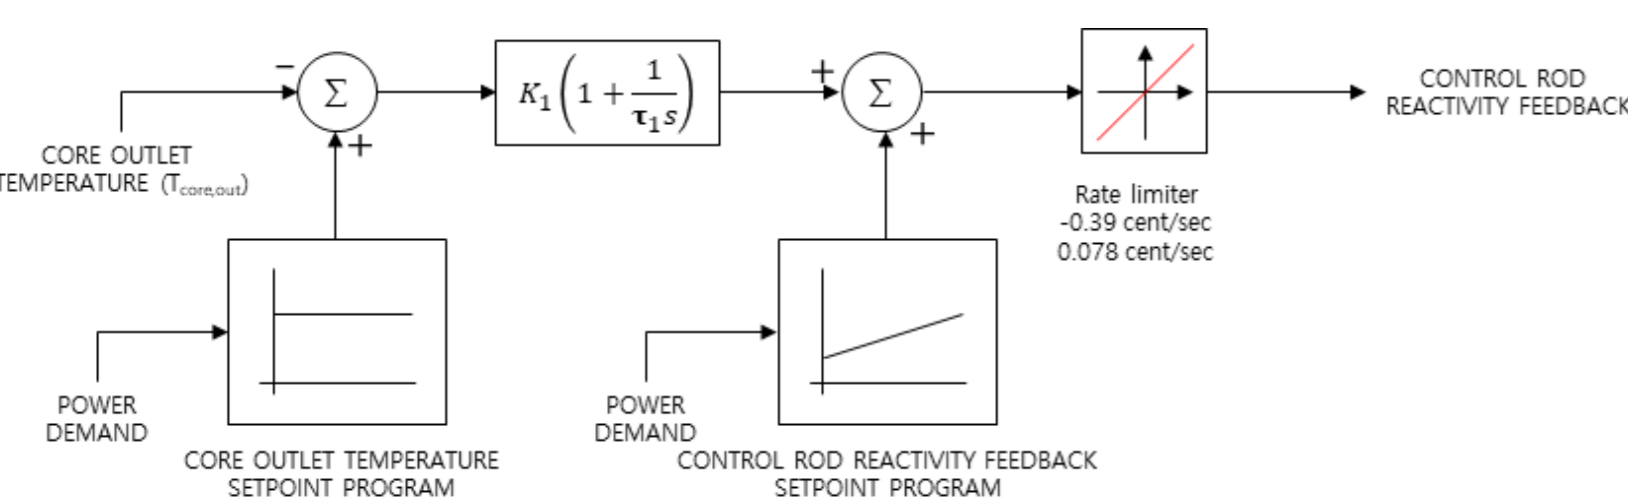 −
Σ
+
K₁(1 + 1/τ₁s)
+
Σ
+
CONTROL ROD
REACTIVITY FEEDBACK
CORE OUTLET
TEMPERATURE (Tcore,out)
Rate limiter
-0.39 cent/sec
0.078 cent/sec
POWER
DEMAND
POWER
DEMAND
CORE OUTLET TEMPERATURE
SETPOINT PROGRAM
CONTROL ROD REACTIVITY FEEDBACK
SETPOINT PROGRAM